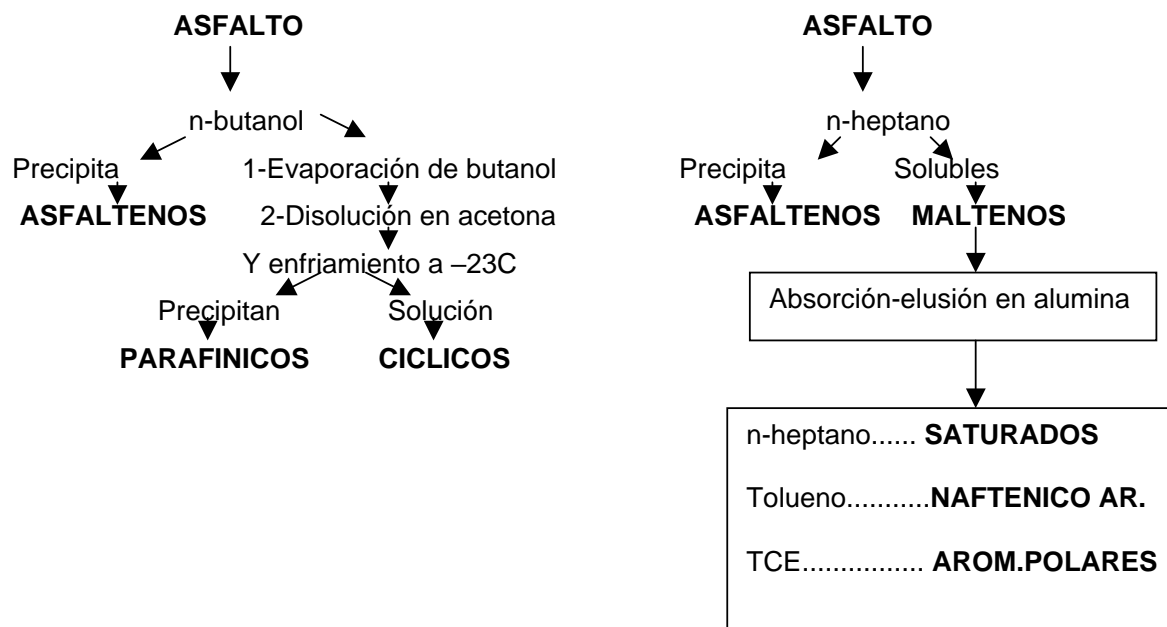 ASFALTO
n-butanol
Precipita
ASFALTENOS
1-Evaporación de butanol
2-Disolución en acetona
Y enfriamiento a –23C
Precipitan
PARAFINICOS
Solución
CICLICOS
ASFALTO
n-heptano
Precipita
ASFALTENOS
Solubles
MALTENOS
Absorción-elusión en alumina
n-heptano...... SATURADOS
Tolueno...........NAFTENICO AR.
TCE................ AROM.POLARES